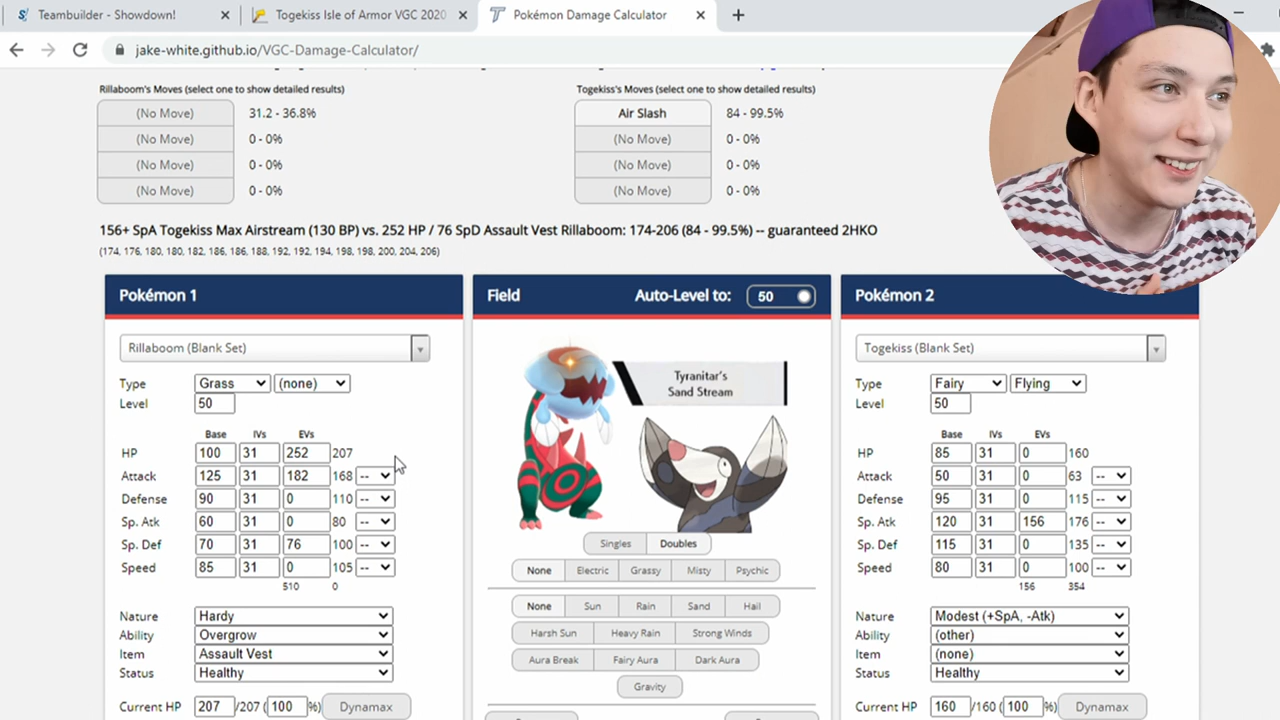 Teambuilder - Showdown!
Togekiss Isle of Armor VGC 2020
Pokémon Damage Calculator
jake-white.github.io/VGC-Damage-Calculator/
Rillaboom's Moves (select one to show detailed results)
(No Move) 31.2 - 36.8%
(No Move) 0 - 0%
(No Move) 0 - 0%
(No Move) 0 - 0%
Togekiss's Moves (select one to show detailed results)
Air Slash 84 - 99.5%
(No Move) 0 - 0%
(No Move) 0 - 0%
(No Move) 0 - 0%
156+ SpA Togekiss Max Airstream (130 BP) vs. 252 HP / 76 SpD Assault Vest Rillaboom: 174-206 (84 - 99.5%) -- guaranteed 2HKO
(174, 176, 180, 180, 182, 186, 186, 188, 192, 192, 194, 198, 198, 200, 204, 206)
Pokémon 1
Rillaboom (Blank Set)
Type Grass (none)
Level 50
Base IVs EVs
HP 100 31 252 207
Attack 125 31 182 168 --
Defense 90 31 0 110 --
Sp. Atk 60 31 0 80 --
Sp. Def 70 31 76 100 --
Speed 85 31 0 105 --
510 0
Nature Hardy
Ability Overgrow
Item Assault Vest
Status Healthy
Current HP 207 /207 ( 100 %) Dynamax
Field Auto-Level to: 50
Tyranitar's
Sand Stream
Singles Doubles
None Electric Grassy Misty Psychic
None Sun Rain Sand Hail
Harsh Sun Heavy Rain Strong Winds
Aura Break Fairy Aura Dark Aura
Gravity
Pokémon 2
Togekiss (Blank Set)
Type Fairy Flying
Level 50
Base IVs EVs
HP 85 31 0 160
Attack 50 31 0 63 --
Defense 95 31 0 115 --
Sp. Atk 120 31 156 176 --
Sp. Def 115 31 0 135 --
Speed 80 31 0 100 --
156 354
Nature Modest (+SpA, -Atk)
Ability (other)
Item (none)
Status Healthy
Current HP 160 /160 ( 100 %) Dynamax